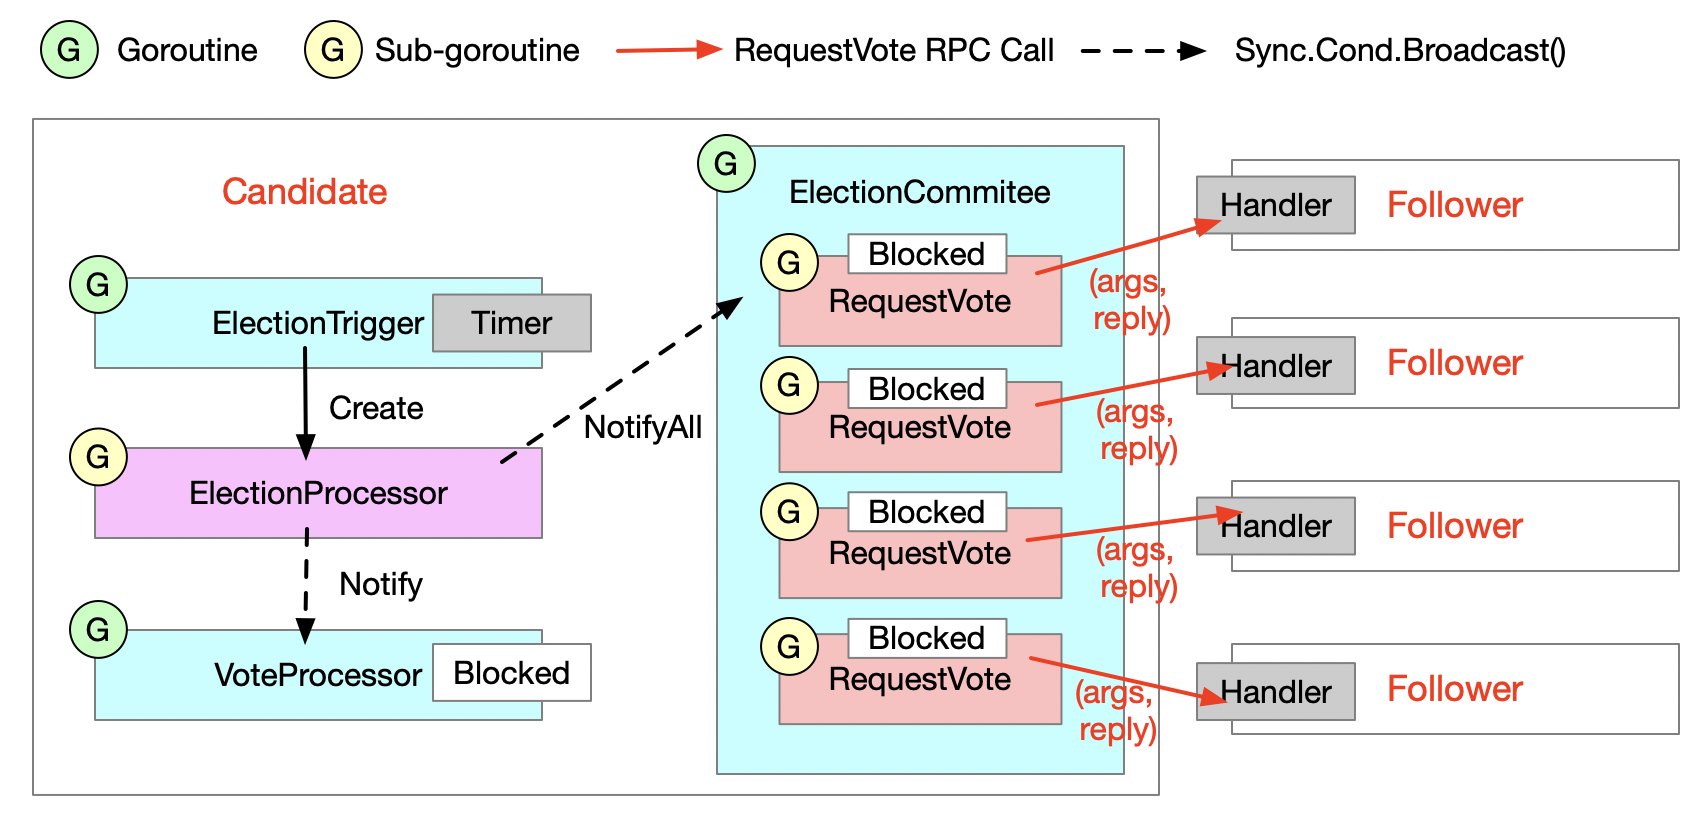 G Goroutine G Sub-goroutine RequestVote RPC Call Sync.Cond.Broadcast()
Candidate
G
ElectionTrigger Timer
Create
G
ElectionProcessor
NotifyAll
Notify
G
VoteProcessor Blocked
G
ElectionCommitee
G Blocked
RequestVote
(args,
reply)
Handler Follower
G Blocked
RequestVote
(args,
reply)
Handler Follower
G Blocked
RequestVote
(args,
reply)
Handler Follower
G Blocked
RequestVote
(args,
reply)
Handler Follower